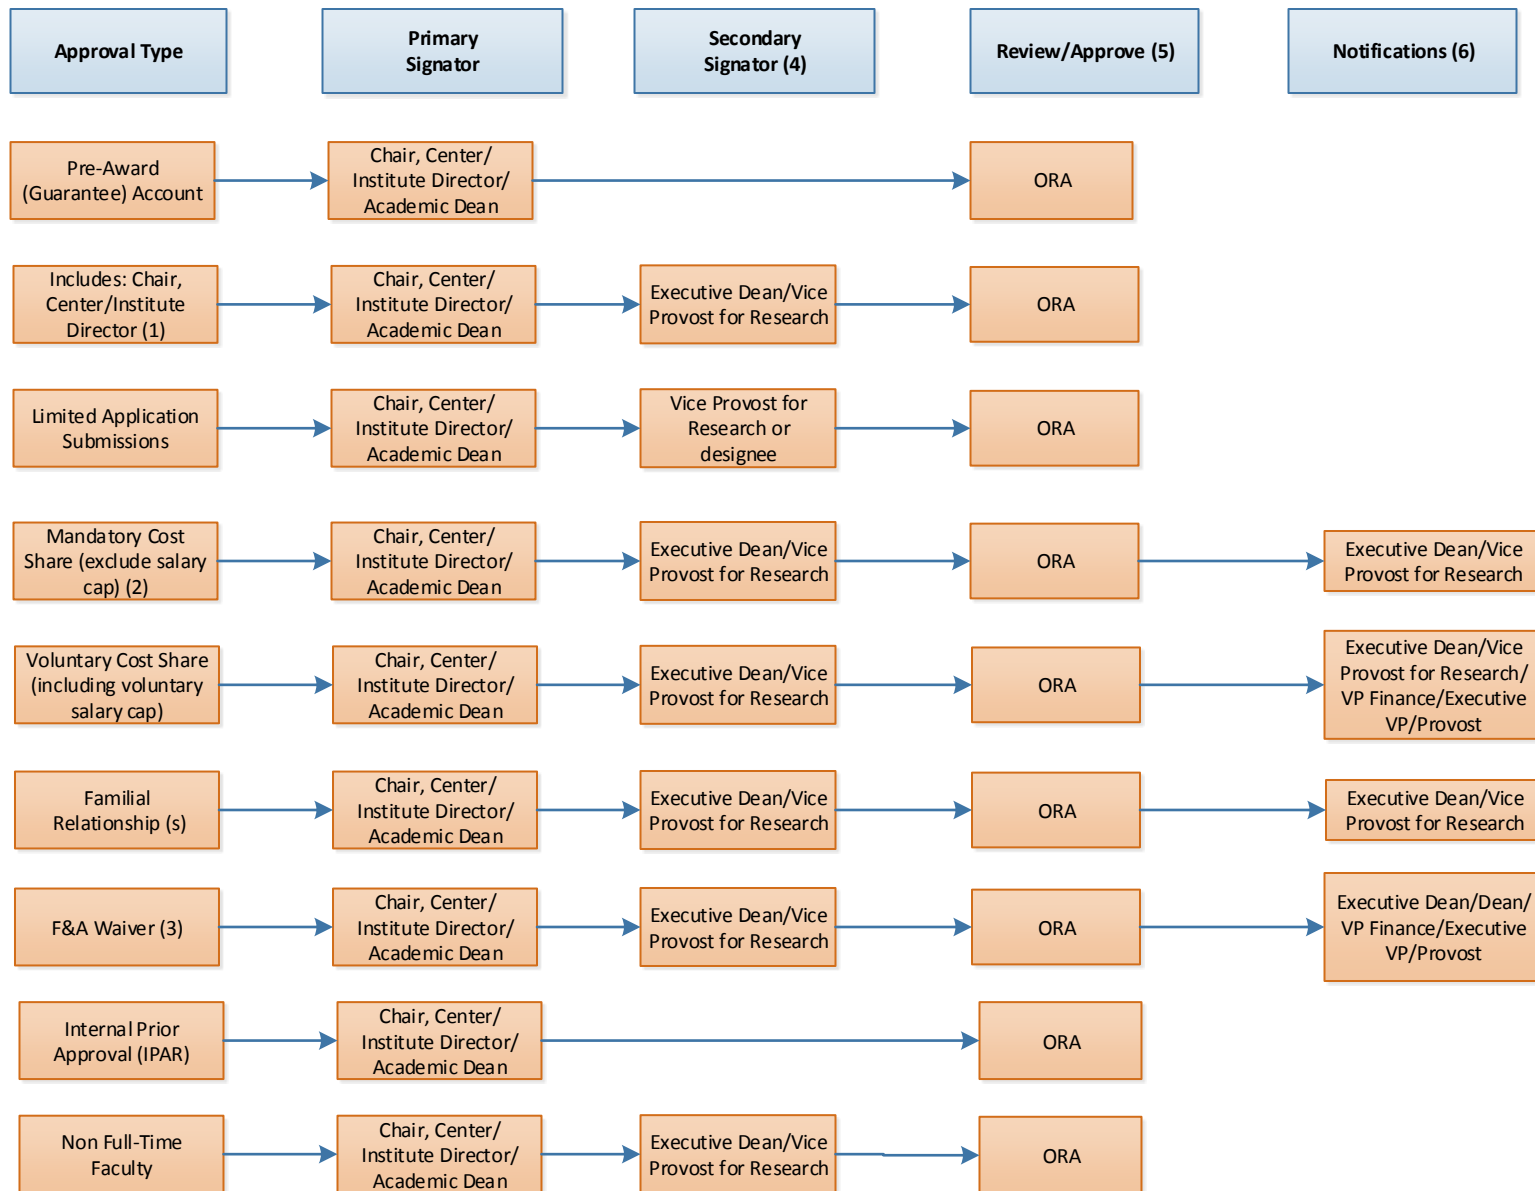 Approval Type
Primary
Signator
Secondary
Signator (4)
Review/Approve (5)
Notifications (6)
Pre-Award
(Guarantee) Account
Chair, Center/
Institute Director/
Academic Dean
ORA
Includes: Chair,
Center/Institute
Director (1)
Chair, Center/
Institute Director/
Academic Dean
Executive Dean/Vice
Provost for Research
ORA
Limited Application
Submissions
Chair, Center/
Institute Director/
Academic Dean
Vice Provost for
Research or
designee
ORA
Mandatory Cost
Share (exclude salary
cap) (2)
Chair, Center/
Institute Director/
Academic Dean
Executive Dean/Vice
Provost for Research
ORA
Executive Dean/Vice
Provost for Research
Voluntary Cost Share
(including voluntary
salary cap)
Chair, Center/
Institute Director/
Academic Dean
Executive Dean/Vice
Provost for Research
ORA
Executive Dean/Vice
Provost for Research/
VP Finance/Executive
VP/Provost
Familial
Relationship (s)
Chair, Center/
Institute Director/
Academic Dean
Executive Dean/Vice
Provost for Research
ORA
Executive Dean/Vice
Provost for Research
F&A Waiver (3)
Chair, Center/
Institute Director/
Academic Dean
Executive Dean/Vice
Provost for Research
ORA
Executive Dean/Dean/
VP Finance/Executive
VP/Provost
Internal Prior
Approval (IPAR)
Chair, Center/
Institute Director/
Academic Dean
ORA
Non Full-Time
Faculty
Chair, Center/
Institute Director/
Academic Dean
Executive Dean/Vice
Provost for Research
ORA